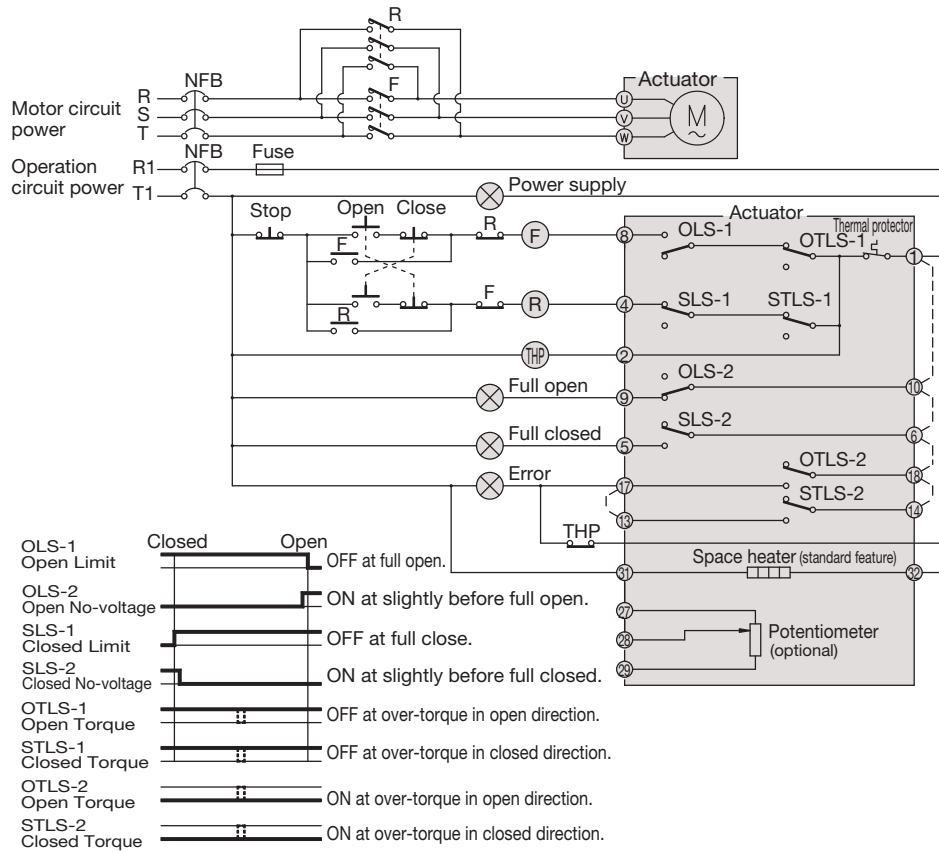 R
NFB
F
Actuator
Motor circuit
power
R
S
T
U
V
W
M
~
NFB
Fuse
Operation
circuit power
R1
T1
Power supply
Stop
Open
Close
R
F
F
8
Actuator
OLS-1
OTLS-1
Thermal protector
1
R
F
R
4
SLS-1
STLS-1
THP
2
Full open
9
OLS-2
10
Full closed
5
SLS-2
6
Error
17
OTLS-2
18
13
STLS-2
14
THP
31
Space heater (standard feature)
32
27
28
29
Potentiometer
(optional)
Closed
Open
OLS-1
Open Limit
OFF at full open.
OLS-2
Open No-voltage
ON at slightly before full open.
SLS-1
Closed Limit
OFF at full close.
SLS-2
Closed No-voltage
ON at slightly before full closed.
OTLS-1
Open Torque
OFF at over-torque in open direction.
STLS-1
Closed Torque
OFF at over-torque in closed direction.
OTLS-2
Open Torque
ON at over-torque in open direction.
STLS-2
Closed Torque
ON at over-torque in closed direction.